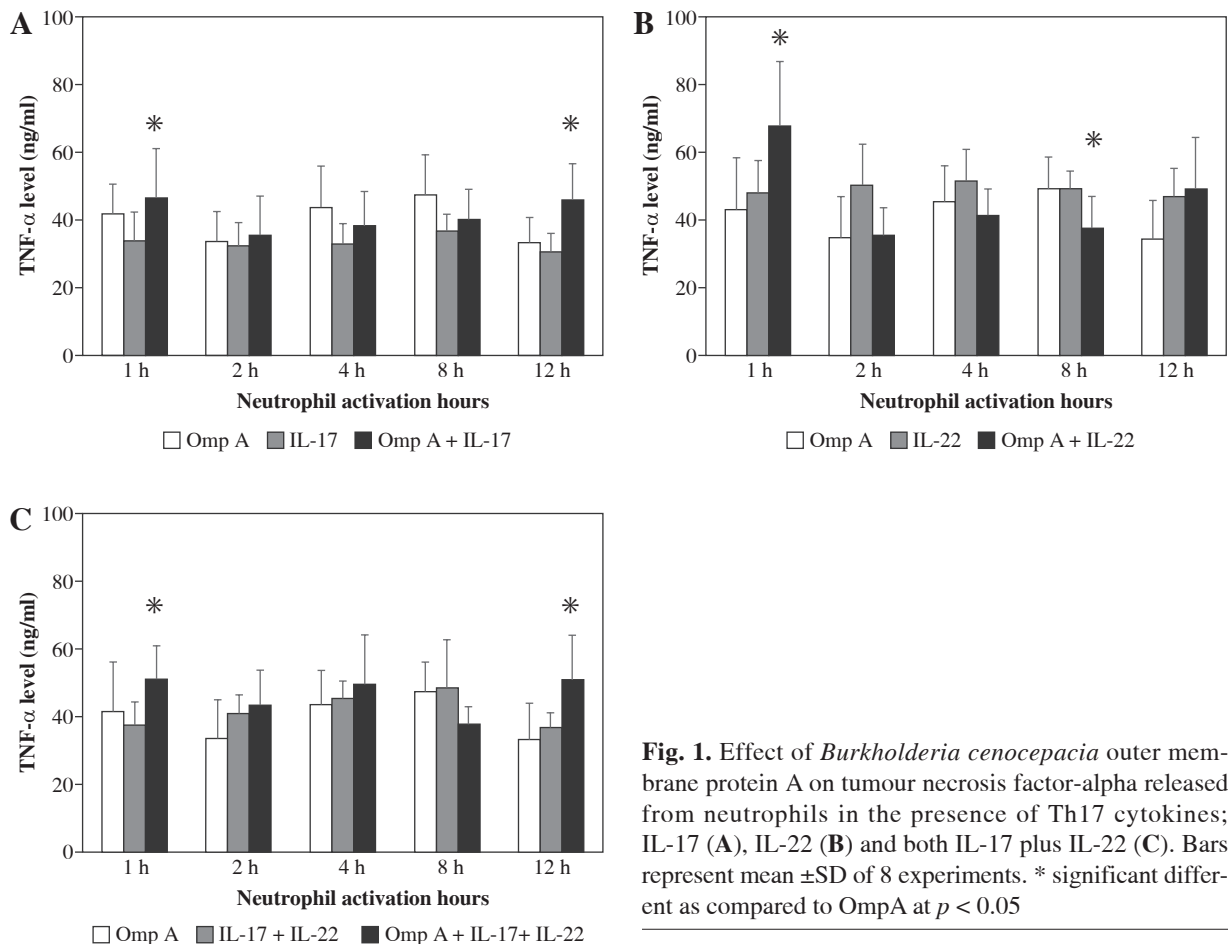 A
100
80
60
40
20
0
TNF-α level (ng/ml)
* *
1 h 2 h 4 h 8 h 12 h
Neutrophil activation hours
Omp A IL-17 Omp A + IL-17
B
100
80
60
40
20
0
TNF-α level (ng/ml)
* *
1 h 2 h 4 h 8 h 12 h
Neutrophil activation hours
Omp A IL-22 Omp A + IL-22
C
100
80
60
40
20
0
TNF-α level (ng/ml)
* *
1 h 2 h 4 h 8 h 12 h
Neutrophil activation hours
Omp A IL-17 + IL-22 Omp A + IL-17+ IL-22
Fig. 1. Effect of Burkholderia cenocepacia outer mem-
brane protein A on tumour necrosis factor-alpha released
from neutrophils in the presence of Th17 cytokines;
IL-17 (A), IL-22 (B) and both IL-17 plus IL-22 (C). Bars
represent mean ±SD of 8 experiments. * significant differ-
ent as compared to OmpA at p < 0.05